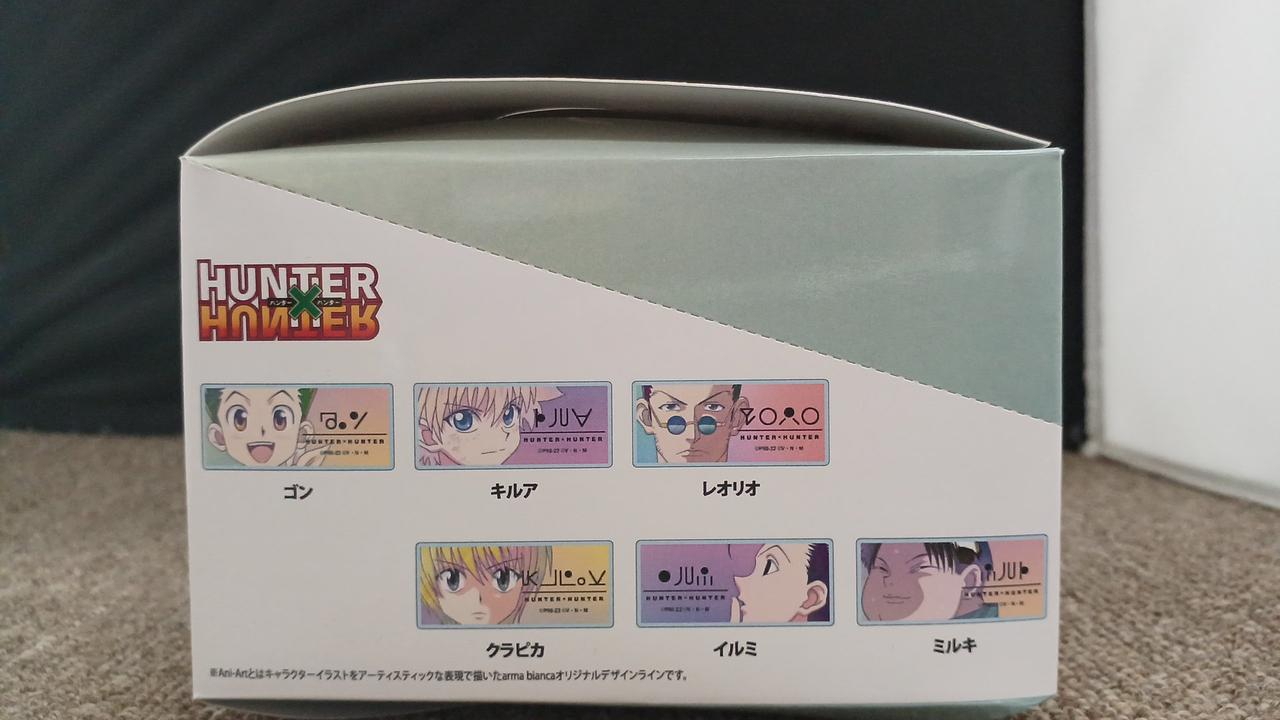 HUNTER
ハンター×ハンター
HUNTER
HUNTER×HUNTER
HUNTER×HUNTER
HUNTER×HUNTER
ゴン
キルア
レオリオ
HUNTER×HUNTER
HUNTER×HUNTER
HUNTER×HUNTER
クラピカ
イルミ
ミルキ
※Ani-Artとはキャラクターイラストをアーティスティックな表現で描いたarma biancaオリジナルデザインラインです。